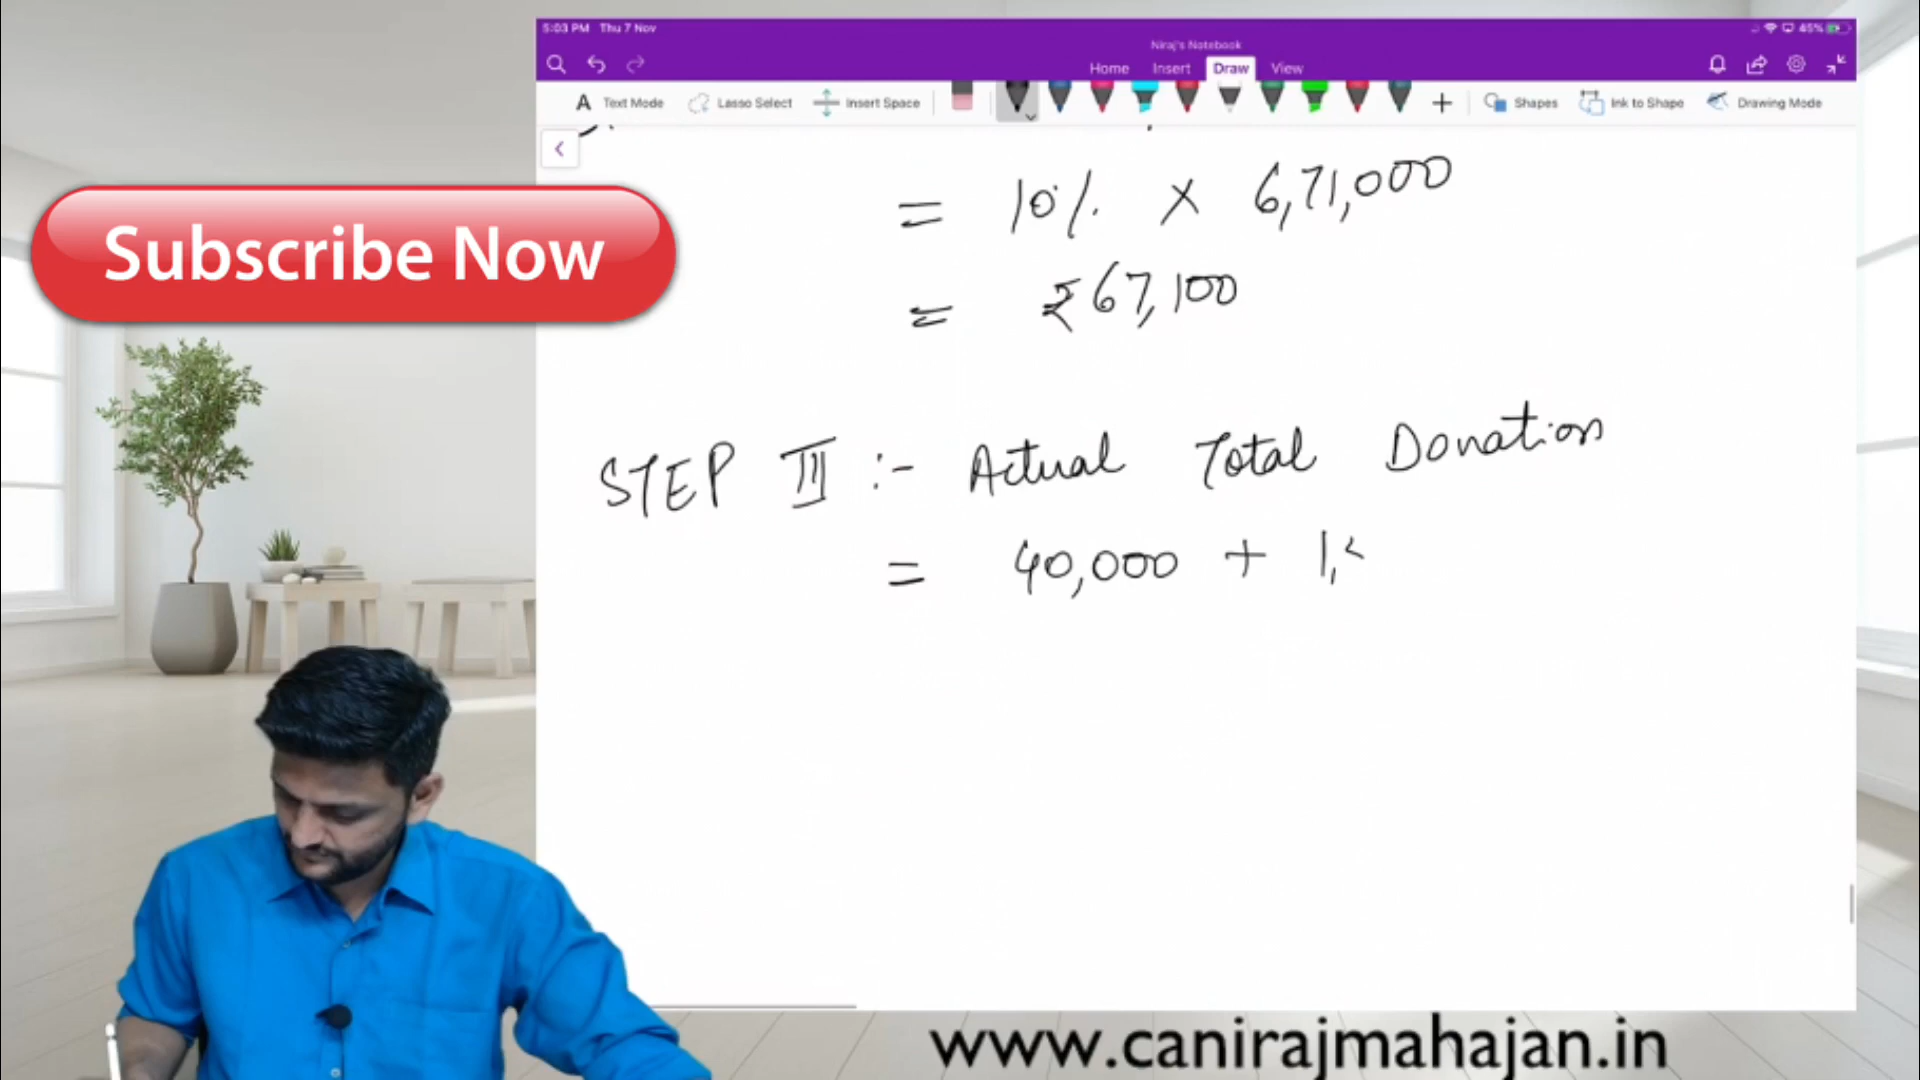 5:03 PM Thu 7 Nov
45%
Niraj's Notebook
Home Insert Draw View
Text Mode Lasso Select Insert Space Shapes Ink to Shape Drawing Mode
= 10% × 6,71,000
= ₹67,100
Subscribe Now
STEP III :- Actual Total Donation
= 40,000 + 1,
www.canirajmahajan.in